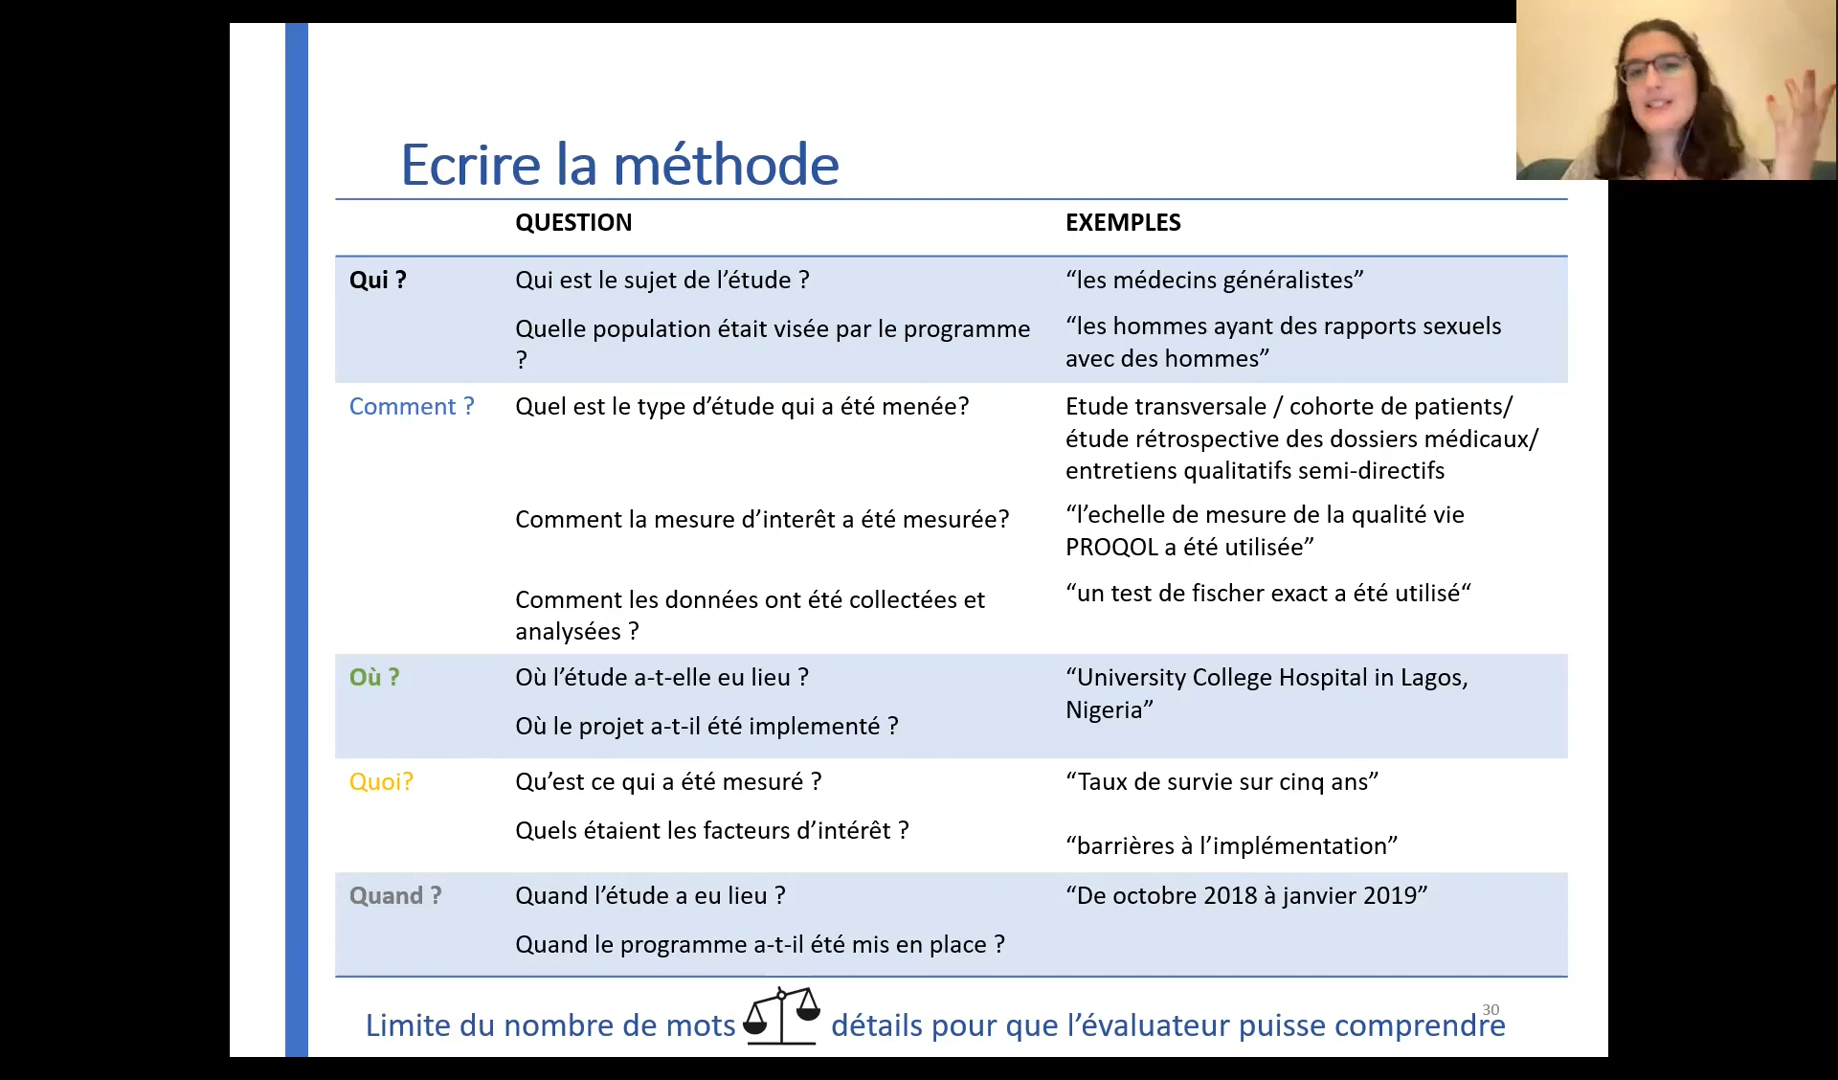 Ecrire la méthode
QUESTION
EXEMPLES
Qui ?
Qui est le sujet de l’étude ?
“les médecins généralistes”
Quelle population était visée par le programme
?
“les hommes ayant des rapports sexuels
avec des hommes”
Comment ?
Quel est le type d’étude qui a été menée?
Etude transversale / cohorte de patients/
étude rétrospective des dossiers médicaux/
entretiens qualitatifs semi-directifs
Comment la mesure d’interêt a été mesurée?
“l’echelle de mesure de la qualité vie
PROQOL a été utilisée”
Comment les données ont été collectées et
analysées ?
“un test de fischer exact a été utilisé“
Où ?
Où l’étude a-t-elle eu lieu ?
“University College Hospital in Lagos,
Nigeria”
Où le projet a-t-il été implementé ?
Quoi?
Qu’est ce qui a été mesuré ?
“Taux de survie sur cinq ans”
Quels étaient les facteurs d’intérêt ?
“barrières à l’implémentation”
Quand ?
Quand l’étude a eu lieu ?
“De octobre 2018 à janvier 2019”
Quand le programme a-t-il été mis en place ?
Limite du nombre de mots détails pour que l’évaluateur puisse comprendre
30